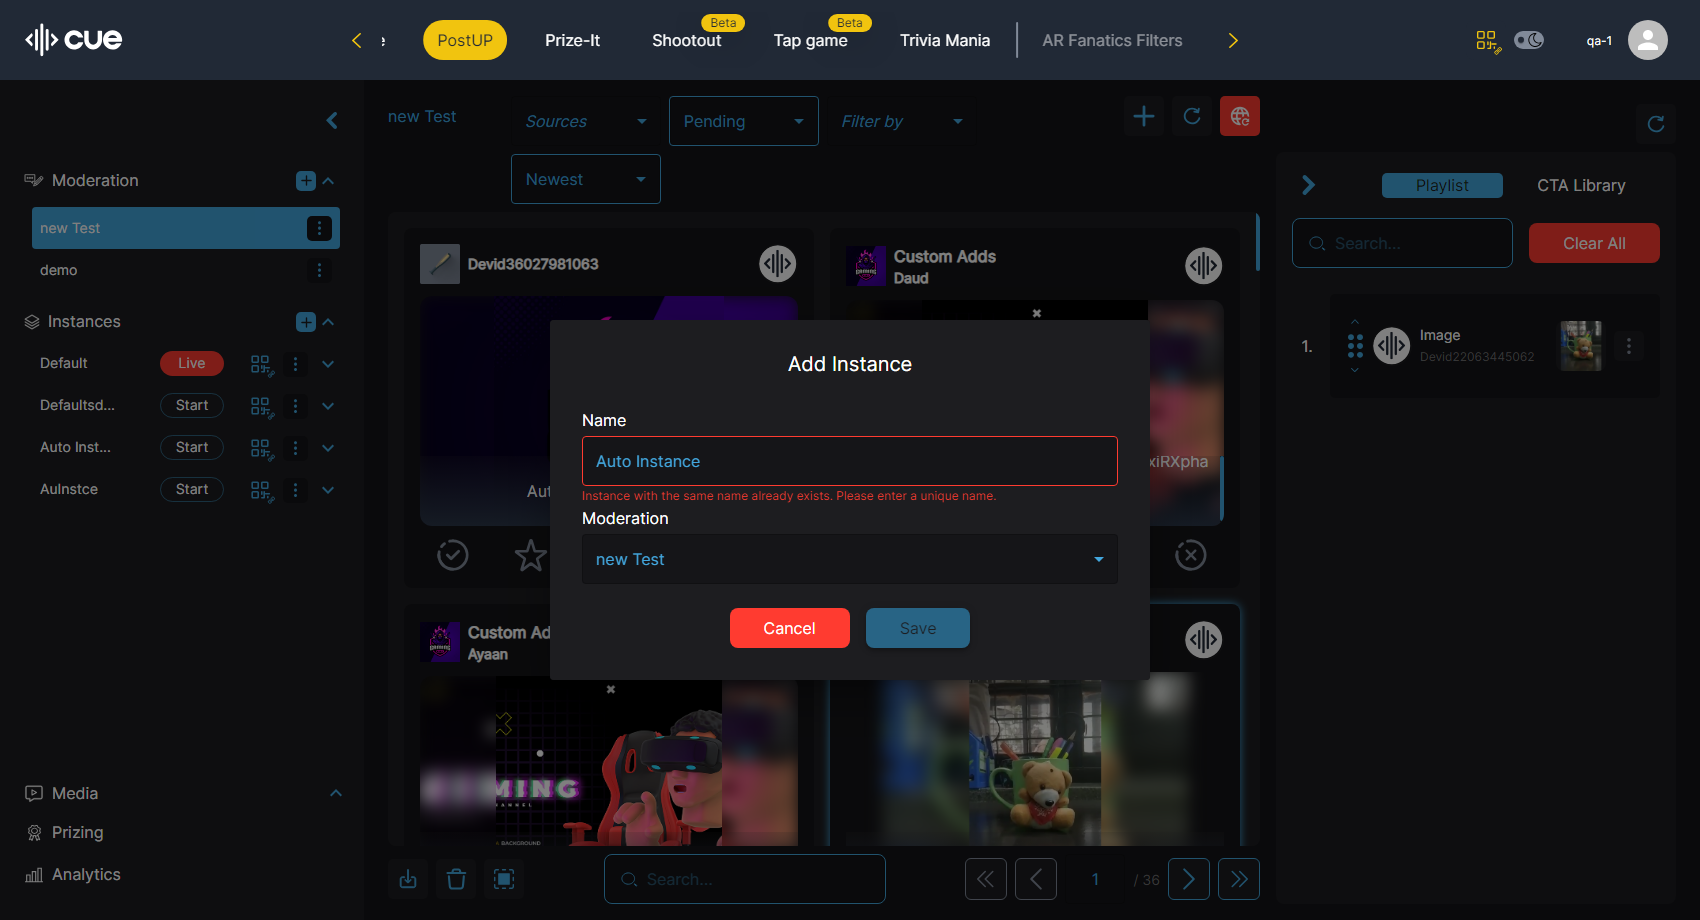 cue
PostUP
Prize-It
Beta
Shootout
Beta
Tap game
Trivia Mania
AR Fanatics Filters
qa-1
Moderation
new Test
demo
Instances
Default
Live
Defaultsd...
Start
Auto Inst...
Start
AuInstce
Start
Media
Prizing
Analytics
new Test
Sources
Pending
Filter by
Newest
Devid36027981063
Custom Adds
Daud
Add Instance
Name
Auto Instance
Instance with the same name already exists. Please enter a unique name.
Moderation
new Test
Cancel
Save
Aut
xiRXpha
Custom Ad
Ayaan
BACKGROUND
Search...
1
/ 36
Playlist
CTA Library
Search...
Clear All
1.
Image
Devid22063445062